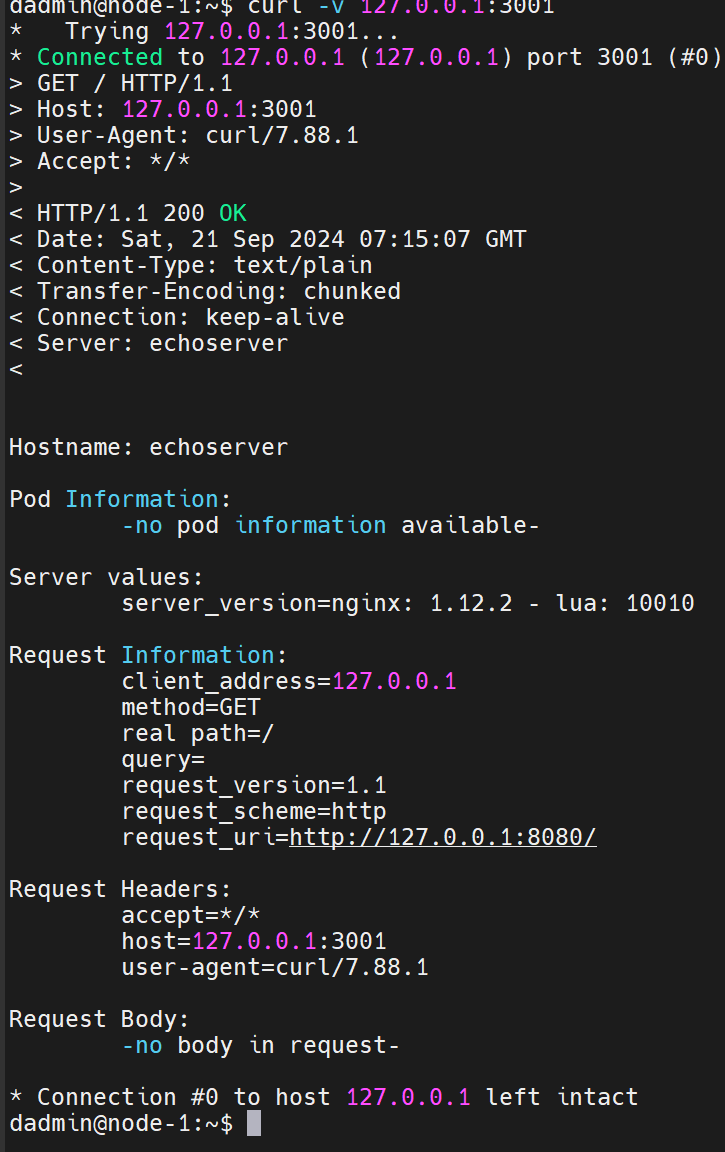 dadmin@node-1:~$ curl -v 127.0.0.1:3001
*   Trying 127.0.0.1:3001...
* Connected to 127.0.0.1 (127.0.0.1) port 3001 (#0)
> GET / HTTP/1.1
> Host: 127.0.0.1:3001
> User-Agent: curl/7.88.1
> Accept: */*
>
< HTTP/1.1 200 OK
< Date: Sat, 21 Sep 2024 07:15:07 GMT
< Content-Type: text/plain
< Transfer-Encoding: chunked
< Connection: keep-alive
< Server: echoserver
<
Hostname: echoserver
Pod Information:
        -no pod information available-
Server values:
        server_version=nginx: 1.12.2 - lua: 10010
Request Information:
        client_address=127.0.0.1
        method=GET
        real path=/
        query=
        request_version=1.1
        request_scheme=http
        request_uri=http://127.0.0.1:8080/
Request Headers:
        accept=*/*
        host=127.0.0.1:3001
        user-agent=curl/7.88.1
Request Body:
        -no body in request-
* Connection #0 to host 127.0.0.1 left intact
dadmin@node-1:~$